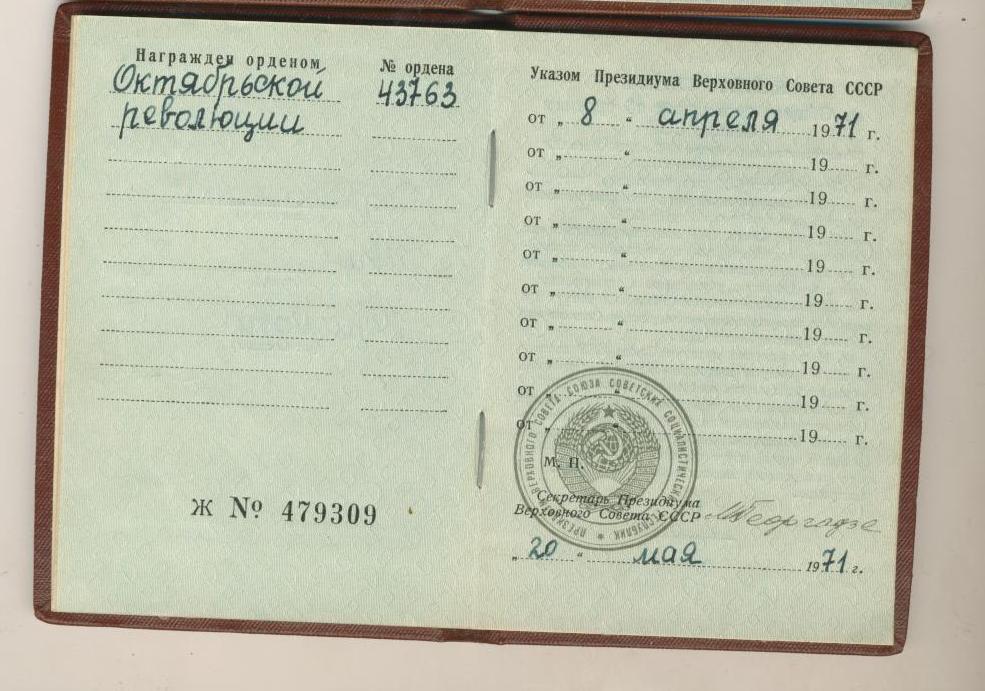 Награжден орденом
№ ордена
Октябрьской
43763
революции
Ж № 479309
Указом Президиума Верховного Совета СССР
от „ 8 “ апреля 1971 г.
от „ “ 19 г.
от „ “ 19 г.
от „ “ 19 г.
от „ “ 19 г.
от „ “ 19 г.
от „ “ 19 г.
от „ “ 19 г.
от „ “ 19 г.
от „ “ 19 г.
ПРЕЗИДИУМ ВЕРХОВНОГО СОВЕТА СОЮЗА СОВЕТСКИХ СОЦИАЛИСТИЧЕСКИХ РЕСПУБЛИК
М. П.
Секретарь Президиума
Верховного Совета СССР
МГеоргадзе
„ 20 “ мая 1971 г.